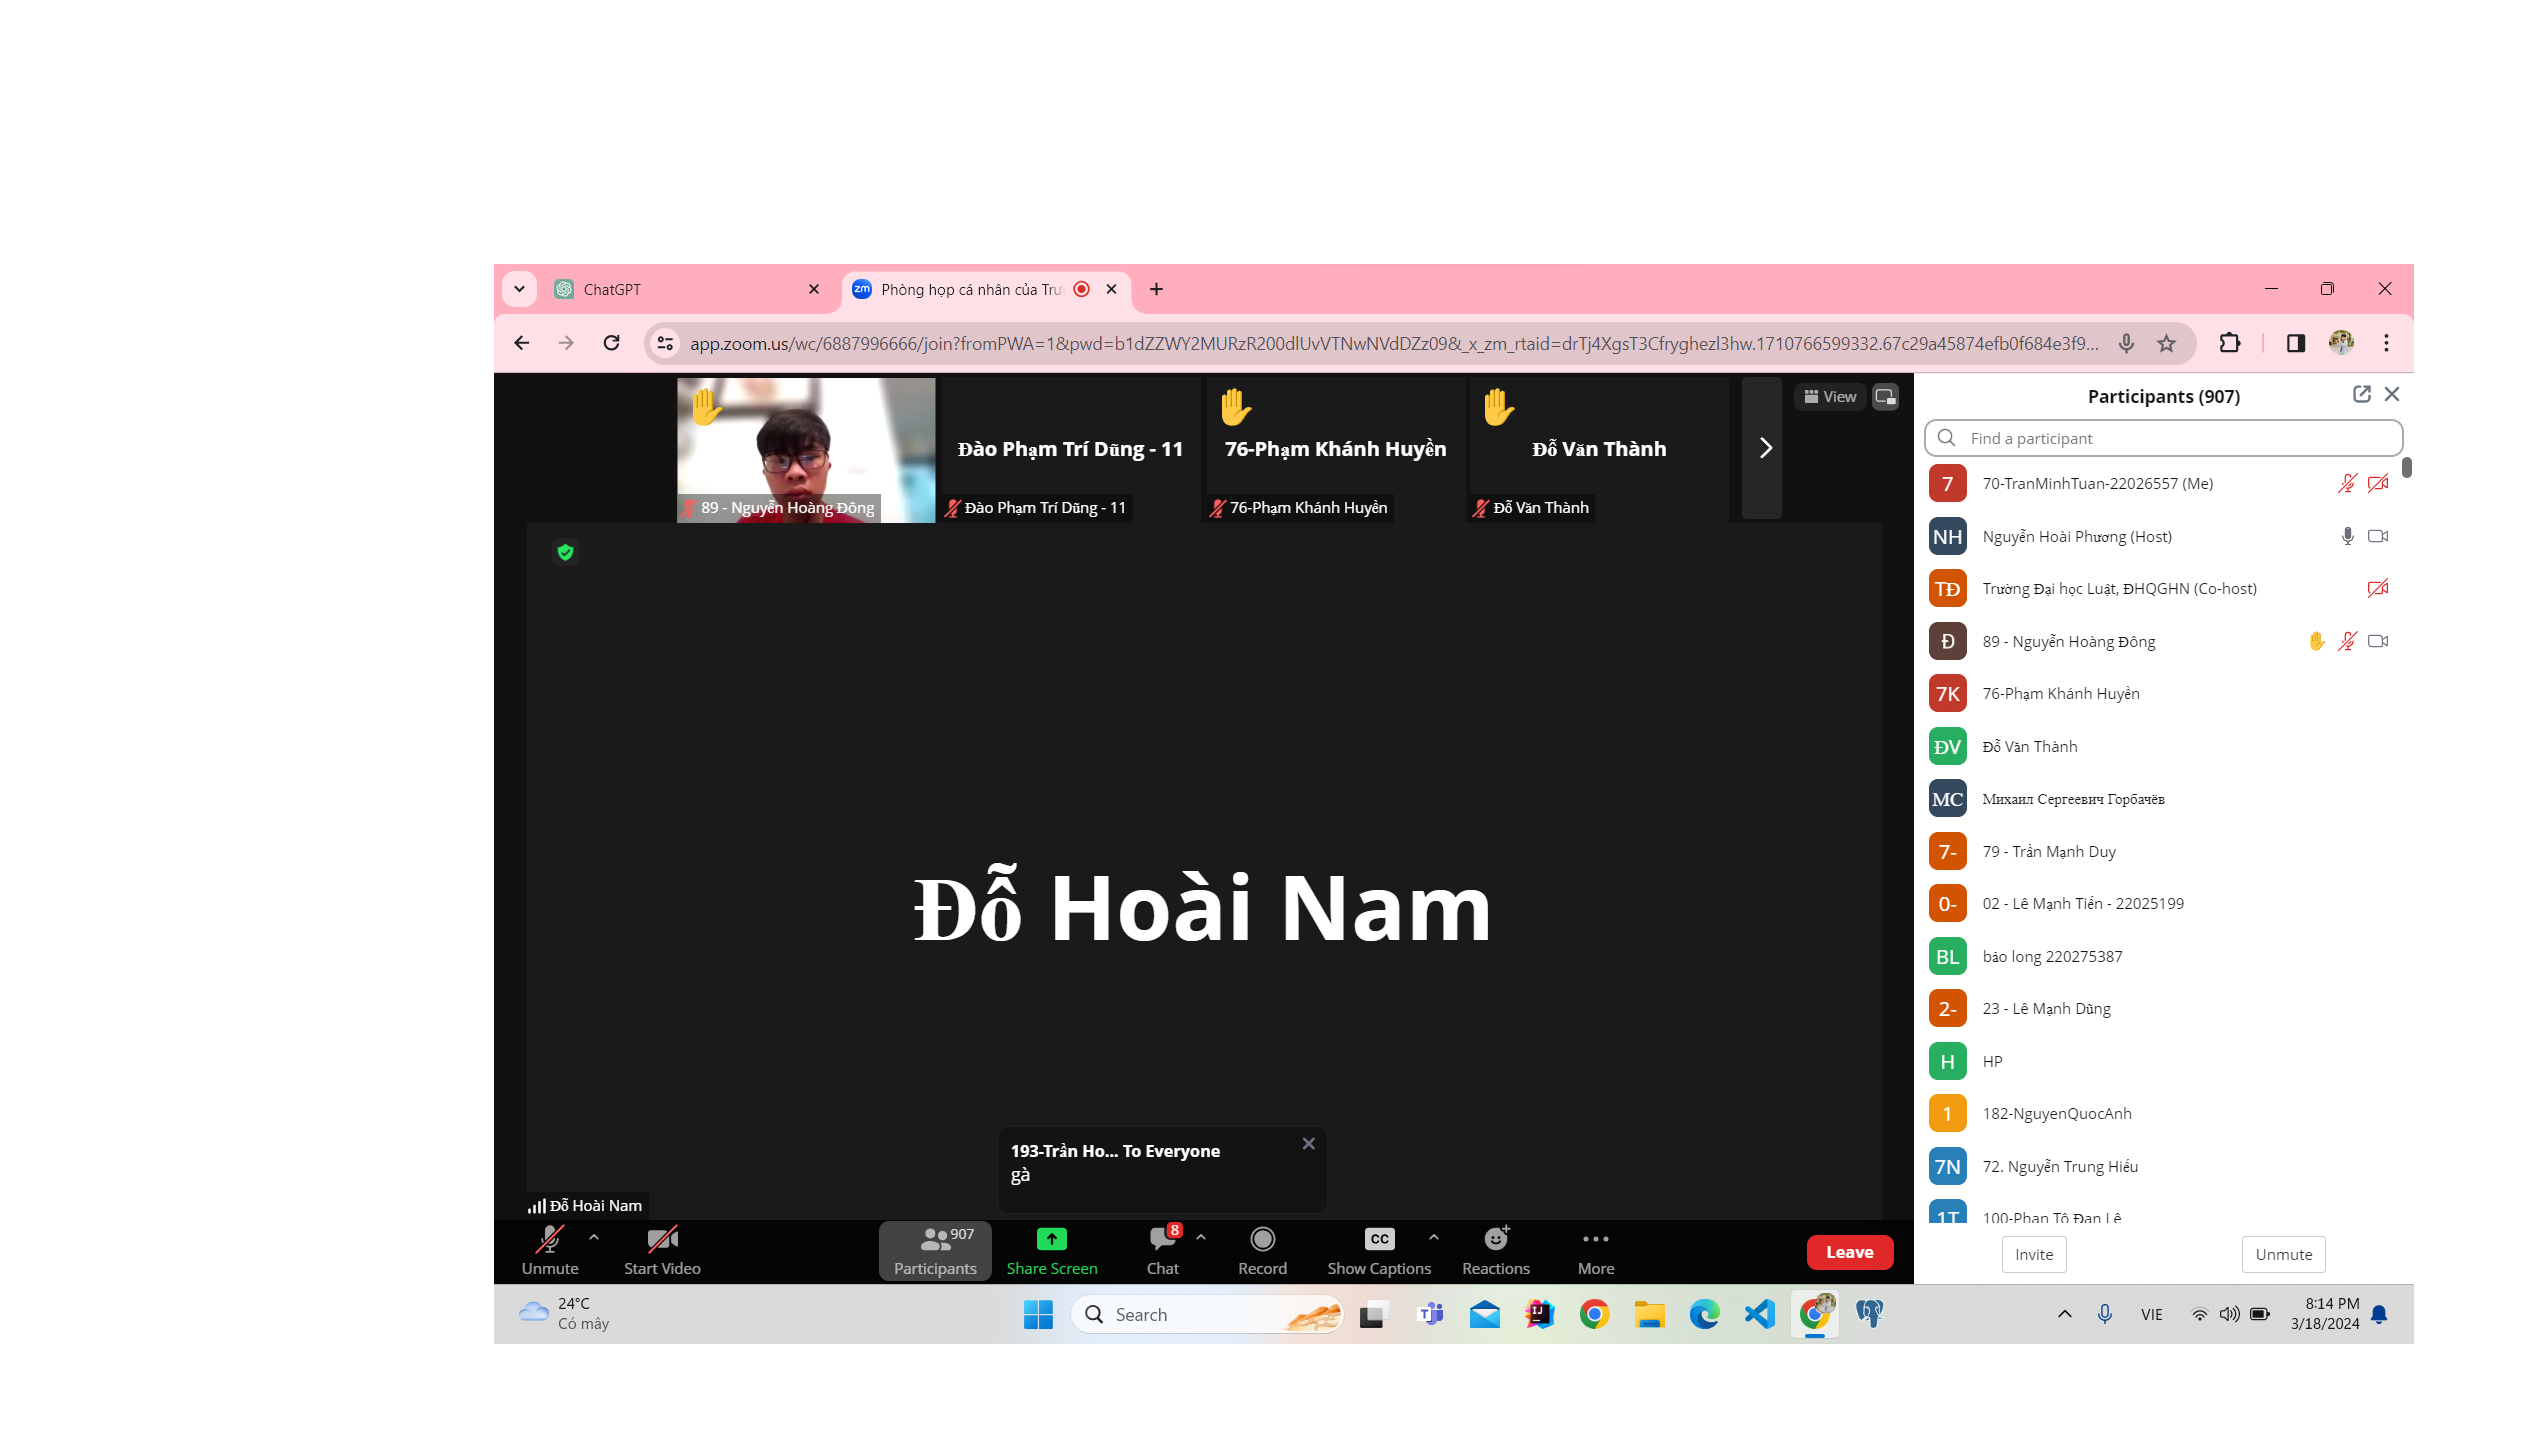 ChatGPT
Phòng họp cá nhân của Trư
app.zoom.us/wc/6887996666/join?fromPWA=1&pwd=b1dZZWY2MURzR200dlUvVTNwNVdDZz09&_x_zm_rtaid=drTj4XgsT3Cfryghezl3hw.1710766599332.67c29a45874efb0f684e3f9...
89 - Nguyễn Hoàng Đông
Đào Phạm Trí Dũng - 11
Đào Phạm Trí Dũng - 11
76-Phạm Khánh Huyền
76-Phạm Khánh Huyền
Đỗ Văn Thành
Đỗ Văn Thành
View
Đỗ Hoài Nam
193-Trần Ho... To Everyone
gà
Đỗ Hoài Nam
Unmute
Start Video
907
Participants
Share Screen
8
Chat
Record
CC
Show Captions
Reactions
More
Leave
Participants (907)
Find a participant
7 70-TranMinhTuan-22026557 (Me)
NH Nguyễn Hoài Phương (Host)
TĐ Trường Đại học Luật, ĐHQGHN (Co-host)
Đ 89 - Nguyễn Hoàng Đông
7K 76-Phạm Khánh Huyền
ĐV Đỗ Văn Thành
МС Михаил Сергеевич Горбачёв
7- 79 - Trần Mạnh Duy
0- 02 - Lê Mạnh Tiến - 22025199
BL bảo long 220275387
2- 23 - Lê Mạnh Dũng
H HP
1 182-NguyenQuocAnh
7N 72. Nguyễn Trung Hiếu
1T 100-Phan Tô Đan Lê
Invite
Unmute
24°C
Có mây
Search
VIE
8:14 PM
3/18/2024